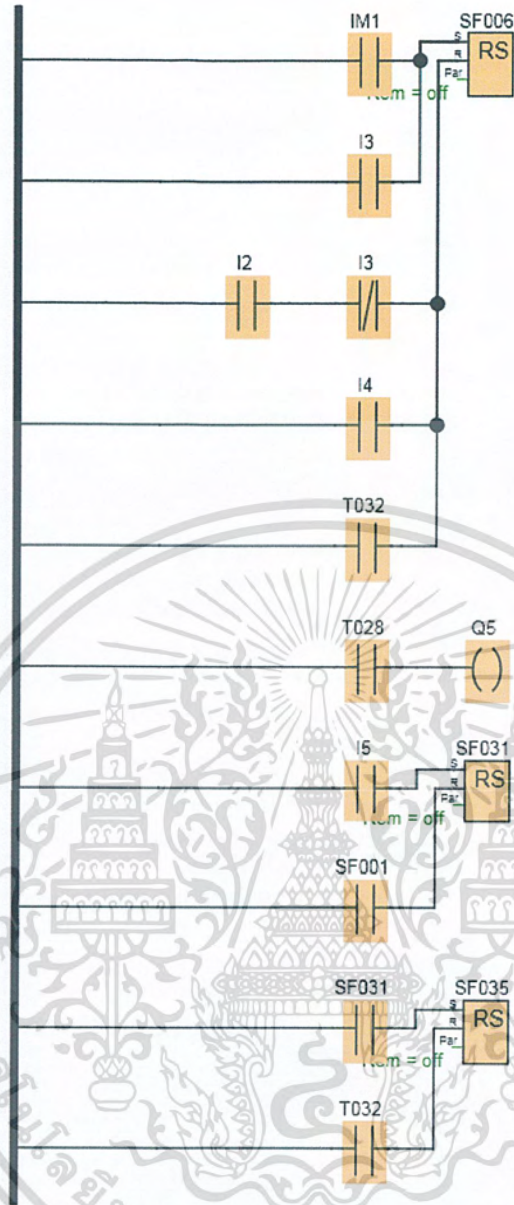 IM1
SF006
S
R
RS
Par
Rem = off
I3
I2
I3
I4
T032
T028
Q5
I5
SF031
S
R
RS
Par
Rem = off
SF001
SF031
SF035
S
R
RS
Par
Rem = off
T032